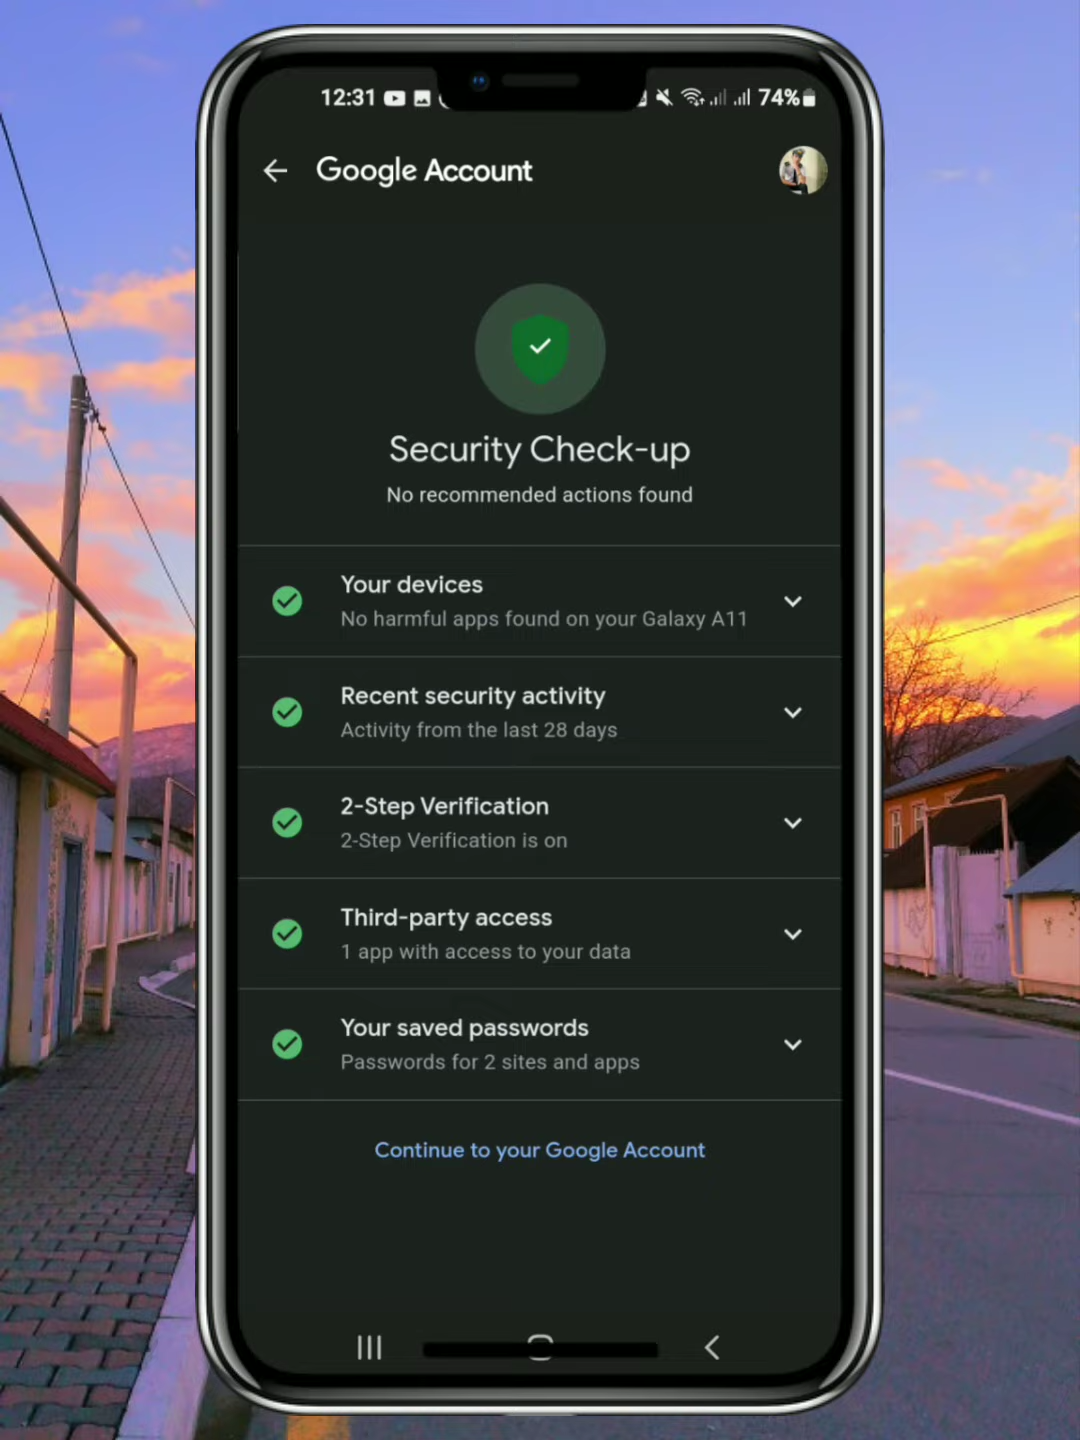 12:31
74%
Google Account
Security Check-up
No recommended actions found
Your devices
No harmful apps found on your Galaxy A11
Recent security activity
Activity from the last 28 days
2-Step Verification
2-Step Verification is on
Third-party access
1 app with access to your data
Your saved passwords
Passwords for 2 sites and apps
Continue to your Google Account